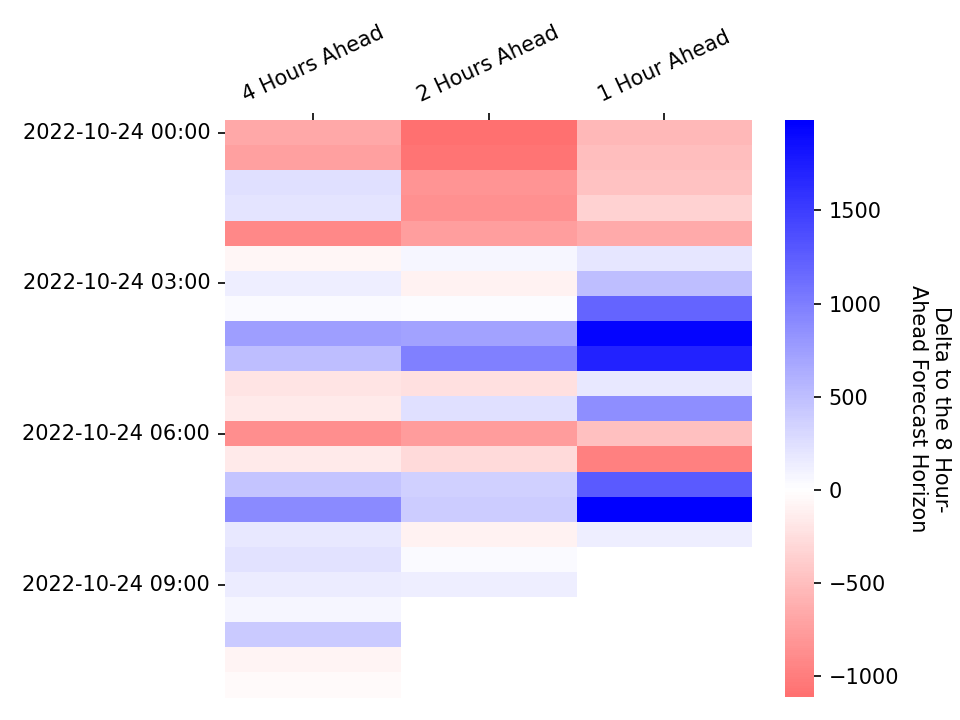 4 Hours Ahead
2 Hours Ahead
1 Hour Ahead
2022-10-24 00:00
2022-10-24 03:00
2022-10-24 06:00
2022-10-24 09:00
1500
1000
500
0
−500
−1000
Delta to the 8 Hour-
Ahead Forecast Horizon